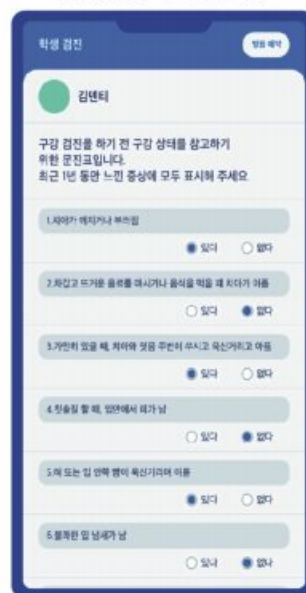 학생 검진
병원 예약
김덴티
구강 검진을 하기 전 구강 상태를 참고하기
위한 문진표입니다.
최근 1년 동안 느낀 증상에 모두 표시해 주세요
1.치아가 깨지거나 부러짐
있다 없다
2.차갑고 뜨거운 음료를 마시거나 음식을 먹을 때 치아가 아픔
있다 없다
3.가만히 있을 때, 치아와 잇몸 주변이 쑤시고 욱신거리고 아픔
있다 없다
4.칫솔질 할 때, 잇몸에서 피가 남
있다 없다
5.혀 또는 입 안쪽 뺨이 욱신거리며 아픔
있다 없다
6.불쾌한 입 냄새가 남
있다 없다